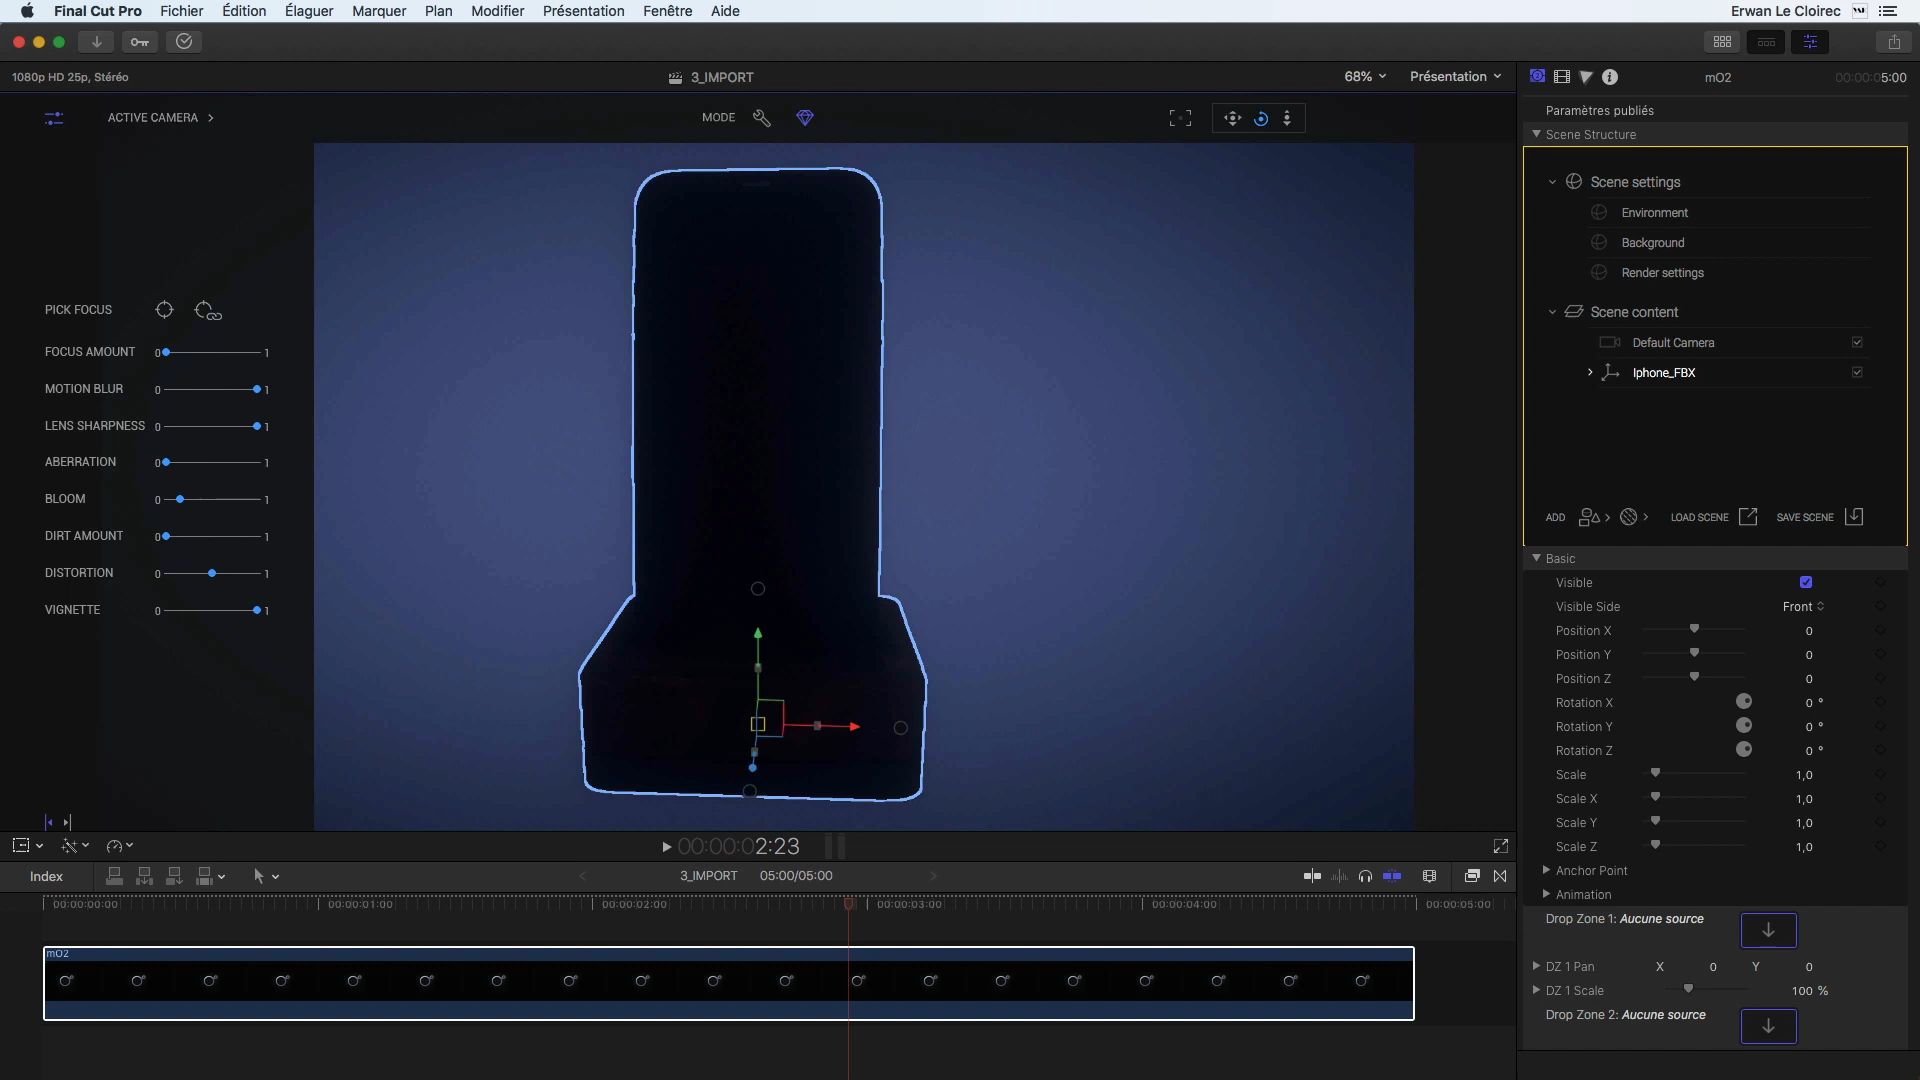 Final Cut Pro Fichier Édition Élaguer Marquer Plan Modifier Présentation Fenêtre Aide Erwan Le Cloirec
1080p HD 25p, Stéréo 3_IMPORT 68% Présentation mO2 00:00:05:00
ACTIVE CAMERA MODE
Paramètres publiés
Scene Structure
Scene settings
Environment
Background
Render settings
Scene content
Default Camera
Iphone_FBX
ADD LOAD SCENE SAVE SCENE
PICK FOCUS
FOCUS AMOUNT 0 1
MOTION BLUR 0 1
LENS SHARPNESS 0 1
ABERRATION 0 1
BLOOM 0 1
DIRT AMOUNT 0 1
DISTORTION 0 1
VIGNETTE 0 1
Basic
Visible
Visible Side Front
Position X 0
Position Y 0
Position Z 0
Rotation X 0 °
Rotation Y 0 °
Rotation Z 0 °
Scale 1,0
Scale X 1,0
Scale Y 1,0
Scale Z 1,0
Anchor Point
Animation
Drop Zone 1: Aucune source
DZ 1 Pan X 0 Y 0
DZ 1 Scale 100 %
Drop Zone 2: Aucune source
00:00:02:23
Index 3_IMPORT 05:00/05:00
00:00:00:00 00:00:01:00 00:00:02:00 00:00:03:00 00:00:04:00 00:00:05:00
mO2